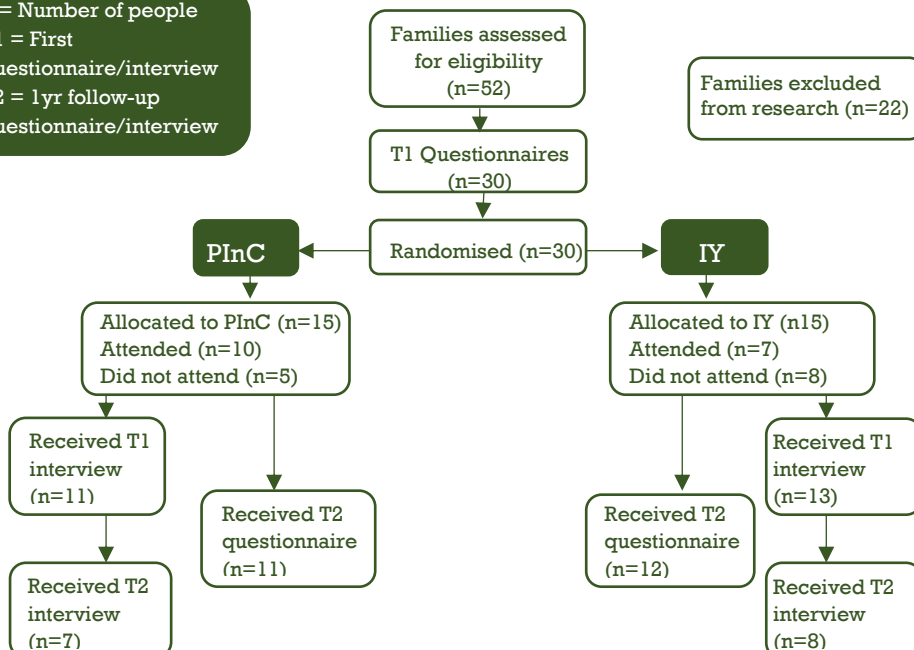 = Number of people
= First
uestionnaire/interview
= 1yr follow-up
uestionnaire/interview
Families assessed
for eligibility
(n=52)
Families excluded
from research (n=22)
T1 Questionnaires
(n=30)
Randomised (n=30)
PInC
IY
Allocated to PInC (n=15)
Attended (n=10)
Did not attend (n=5)
Allocated to IY (n15)
Attended (n=7)
Did not attend (n=8)
Received T1
interview
(n=11)
Received T2
questionnaire
(n=11)
Received T2
interview
(n=7)
Received T2
questionnaire
(n=12)
Received T1
interview
(n=13)
Received T2
interview
(n=8)